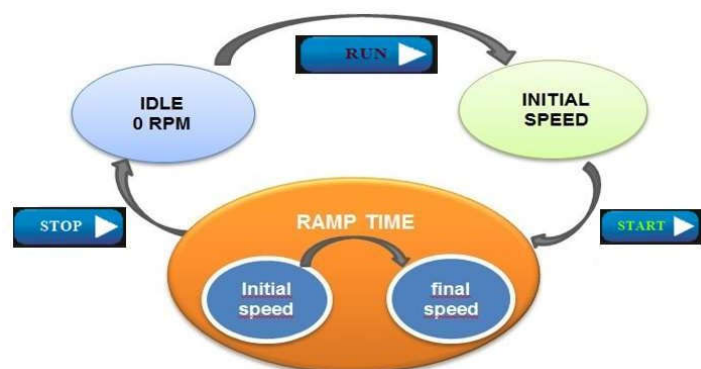 RUN
IDLE
0 RPM
INITIAL
SPEED
STOP
RAMP TIME
START
Initial
speed
final
speed